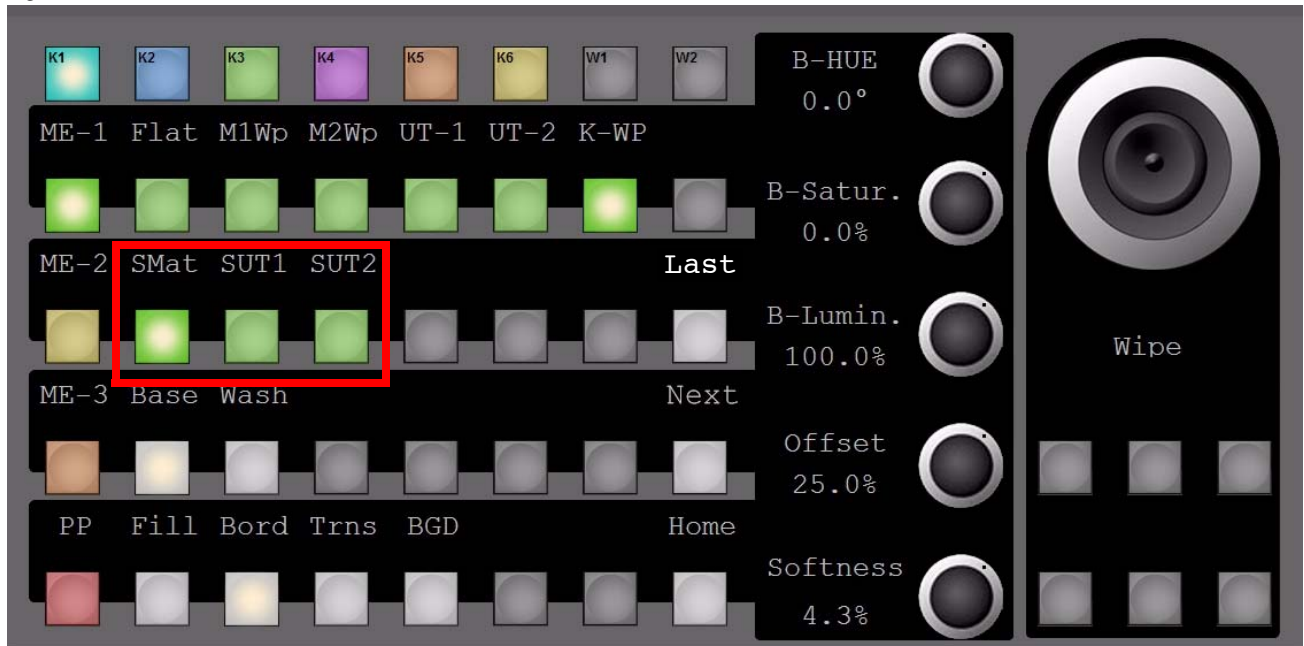 K1 K2 K3 K4 K5 K6 W1 W2
ME-1 Flat M1Wp M2Wp UT-1 UT-2 K-WP
ME-2 SMat SUT1 SUT2 Last
ME-3 Base Wash Next
PP Fill Bord Trns BGD Home
B-HUE
0.0°
B-Satur.
0.0%
B-Lumin.
100.0%
Offset
25.0%
Softness
4.3%
Wipe